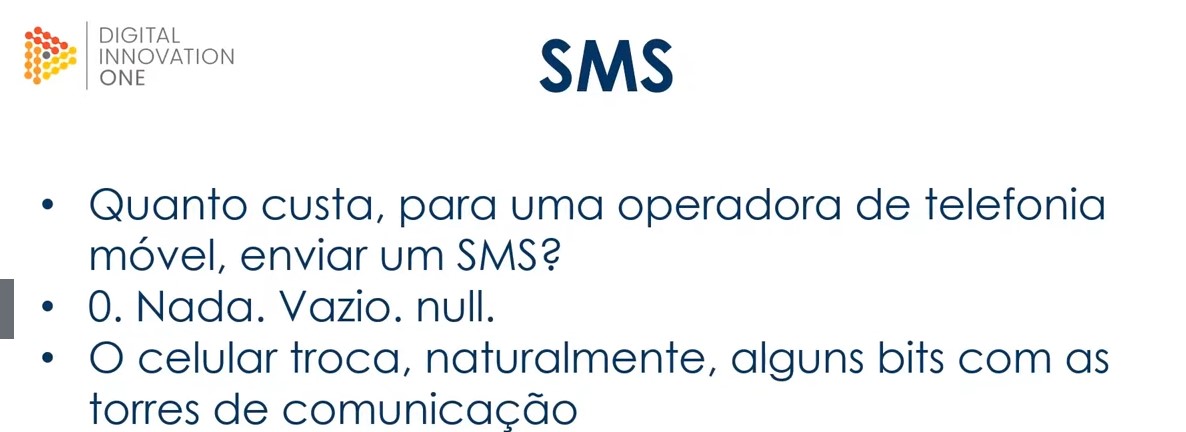 DIGITAL
INNOVATION
ONE
SMS
• Quanto custa, para uma operadora de telefonia
móvel, enviar um SMS?
• 0. Nada. Vazio. null.
• O celular troca, naturalmente, alguns bits com as
torres de comunicação